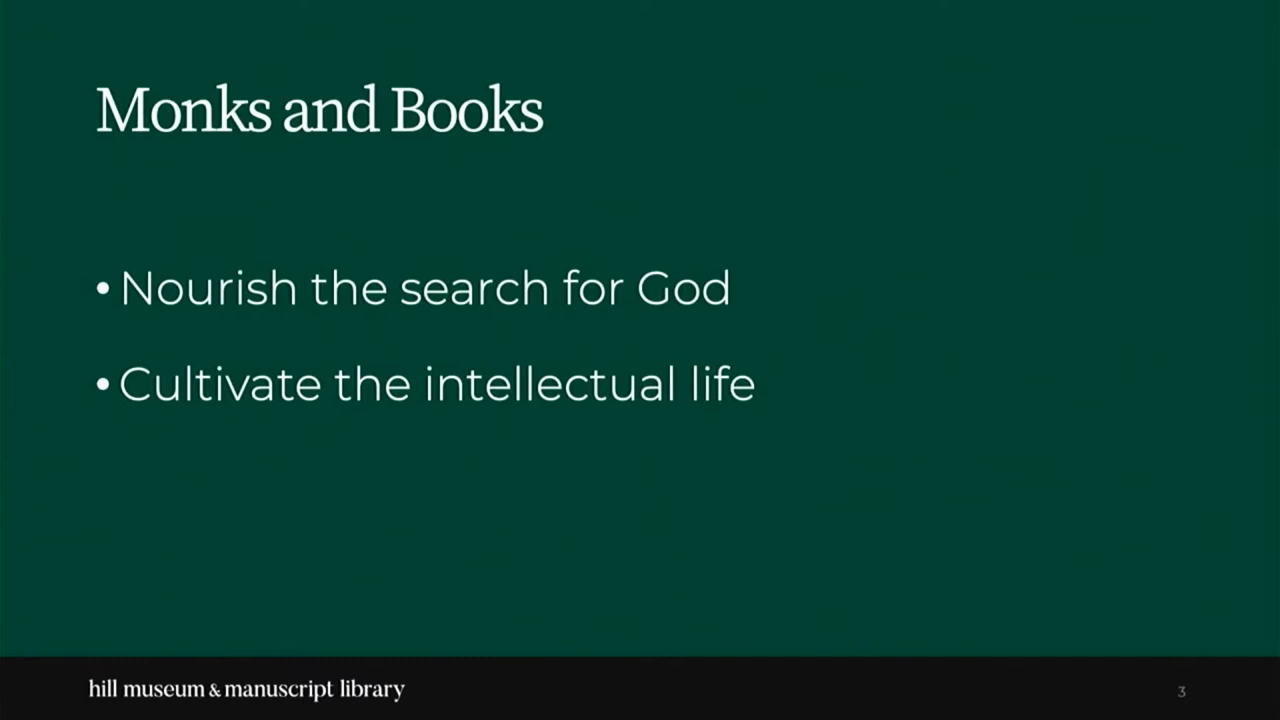 Monks and Books
• Nourish the search for God
• Cultivate the intellectual life
hill museum & manuscript library
3